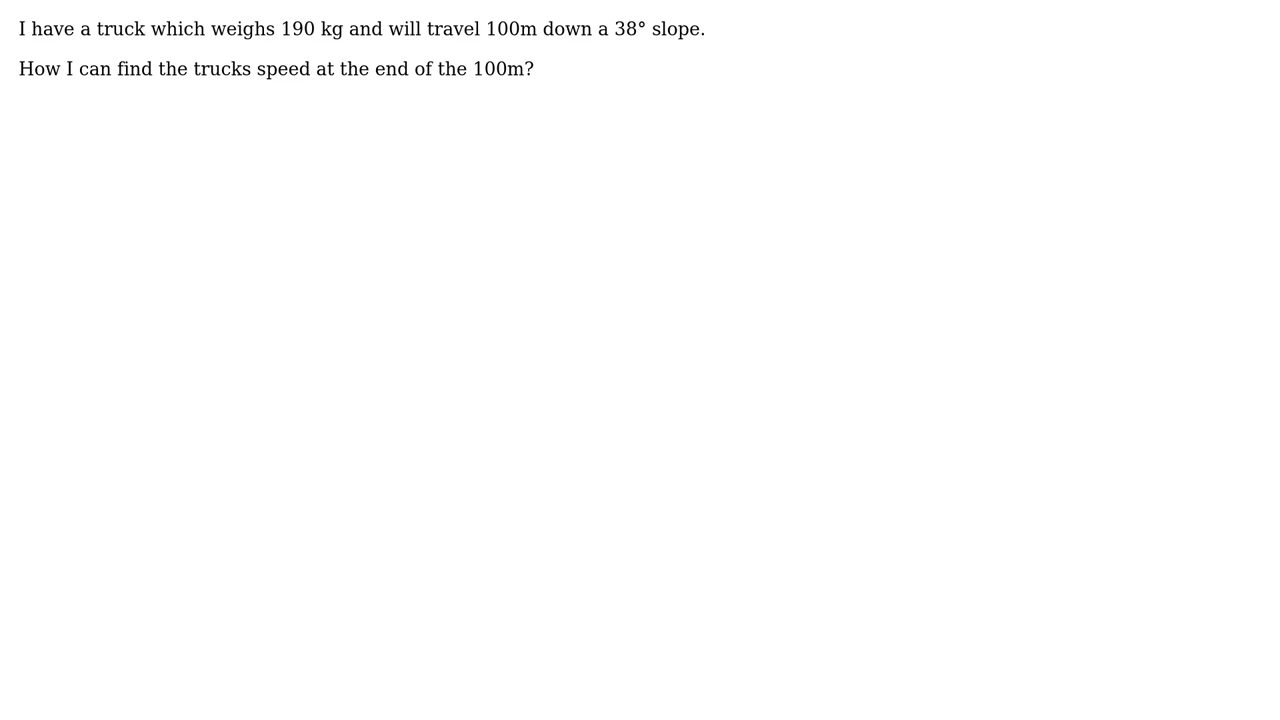 I have a truck which weighs 190 kg and will travel 100m down a 38° slope.
How I can find the trucks speed at the end of the 100m?